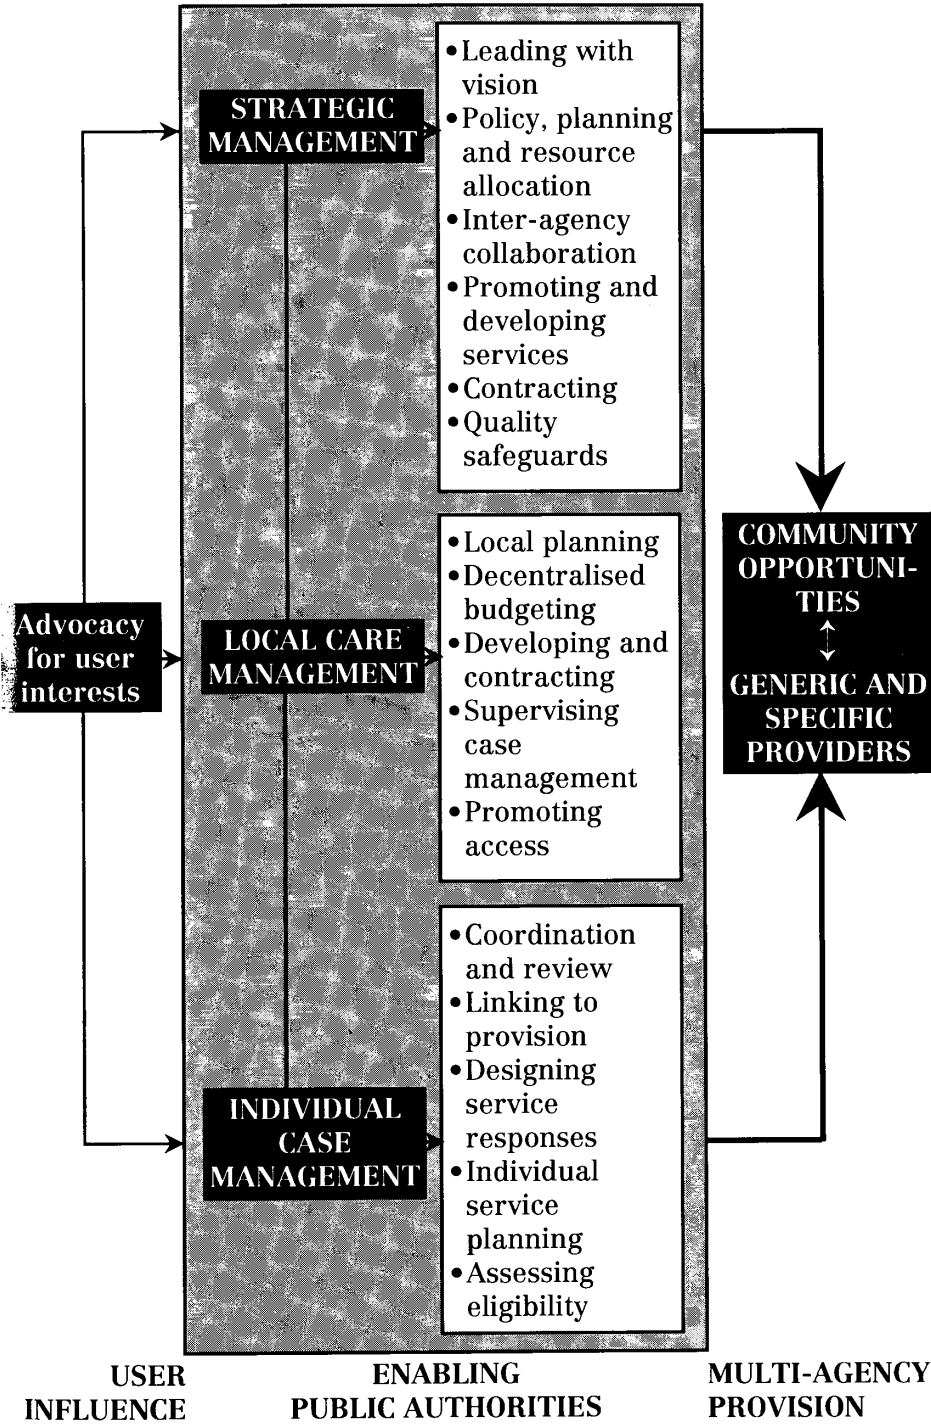 STRATEGIC
MANAGEMENT
•Leading with
vision
•Policy, planning
and resource
allocation
•Inter-agency
collaboration
•Promoting and
developing
services
•Contracting
•Quality
safeguards
Advocacy
for user
interests
LOCAL CARE
MANAGEMENT
•Local planning
•Decentralised
budgeting
•Developing and
contracting
•Supervising
case
management
•Promoting
access
COMMUNITY
OPPORTUNI-
TIES
GENERIC AND
SPECIFIC
PROVIDERS
INDIVIDUAL
CASE
MANAGEMENT
•Coordination
and review
•Linking to
provision
•Designing
service
responses
•Individual
service
planning
•Assessing
eligibility
USER
INFLUENCE
ENABLING
PUBLIC AUTHORITIES
MULTI-AGENCY
PROVISION